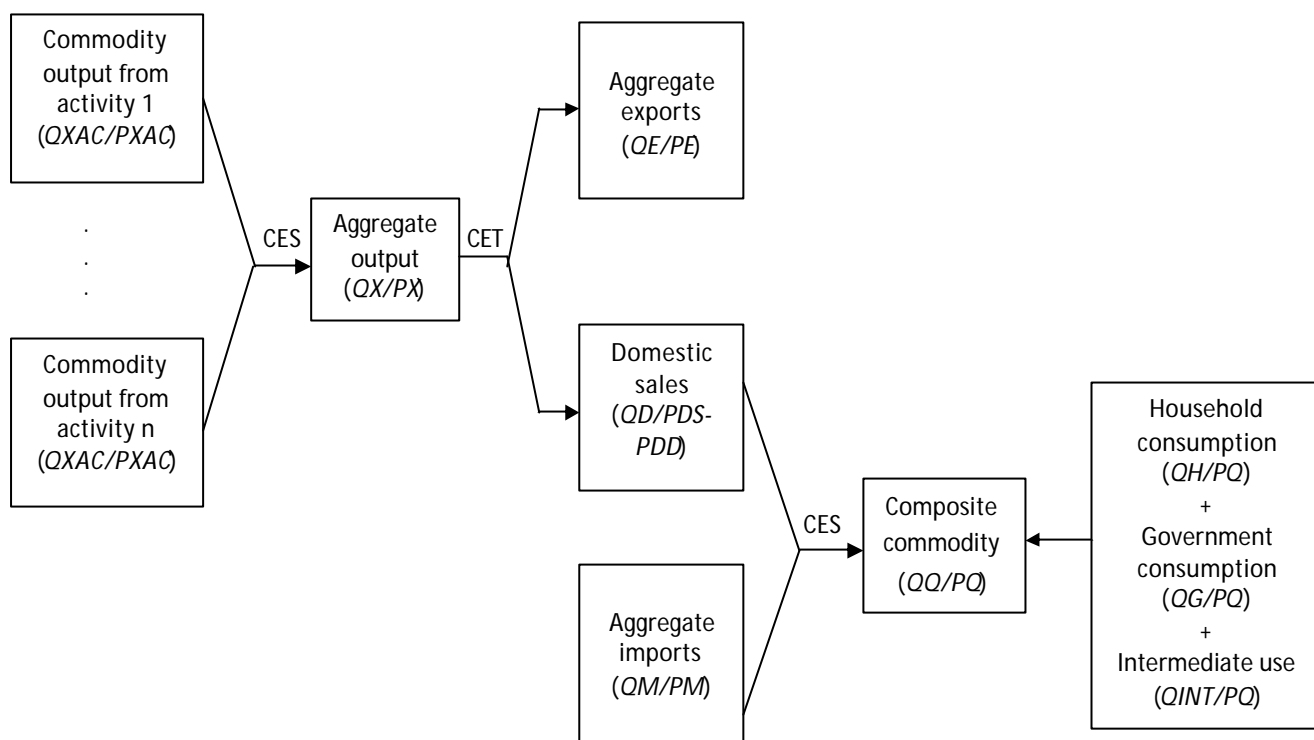 Commodity
output from
activity 1
(QXAC/PXAC)
.
.
.
Commodity
output from
activity n
(QXAC/PXAC)
CES
Aggregate
output
(QX/PX)
CET
Aggregate
exports
(QE/PE)
Domestic
sales
(QD/PDS-
PDD)
Aggregate
imports
(QM/PM)
CES
Composite
commodity
(QQ/PQ)
Household
consumption
(QH/PQ)
+
Government
consumption
(QG/PQ)
+
Intermediate use
(QINT/PQ)